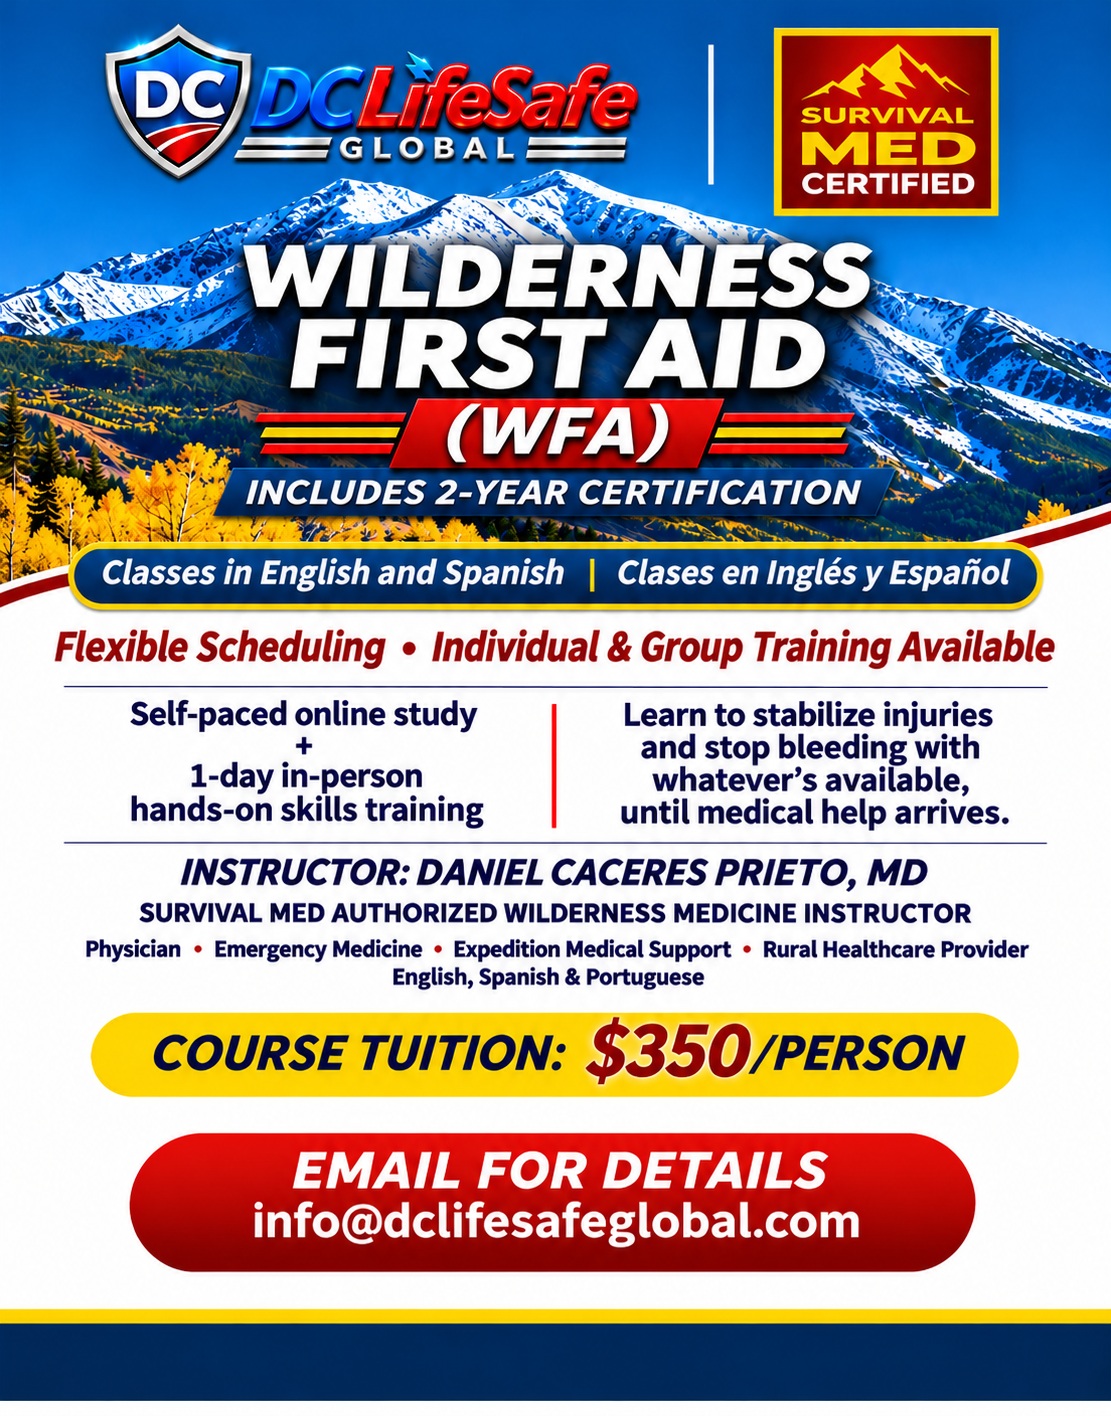 DC
DCLifeSafe
GLOBAL
SURVIVAL
MED
CERTIFIED
WILDERNESS
FIRST AID
(WFA)
INCLUDES 2-YEAR CERTIFICATION
Classes in English and Spanish | Clases en Inglés y Español
Flexible Scheduling • Individual & Group Training Available
Self-paced online study
+
1-day in-person
hands-on skills training
Learn to stabilize injuries
and stop bleeding with
whatever's available,
until medical help arrives.
INSTRUCTOR: DANIEL CACERES PRIETO, MD
SURVIVAL MED AUTHORIZED WILDERNESS MEDICINE INSTRUCTOR
Physician • Emergency Medicine • Expedition Medical Support • Rural Healthcare Provider
English, Spanish & Portuguese
COURSE TUITION: $350/PERSON
EMAIL FOR DETAILS
info@dclifesafeglobal.com